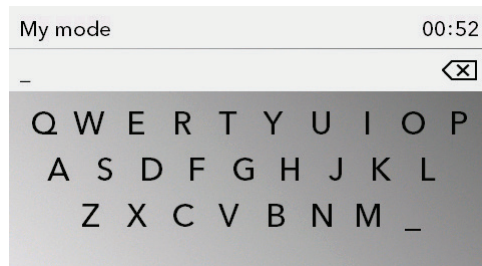 My mode 00:52
_
Q W E R T Y U I O P
A S D F G H J K L
Z X C V B N M _